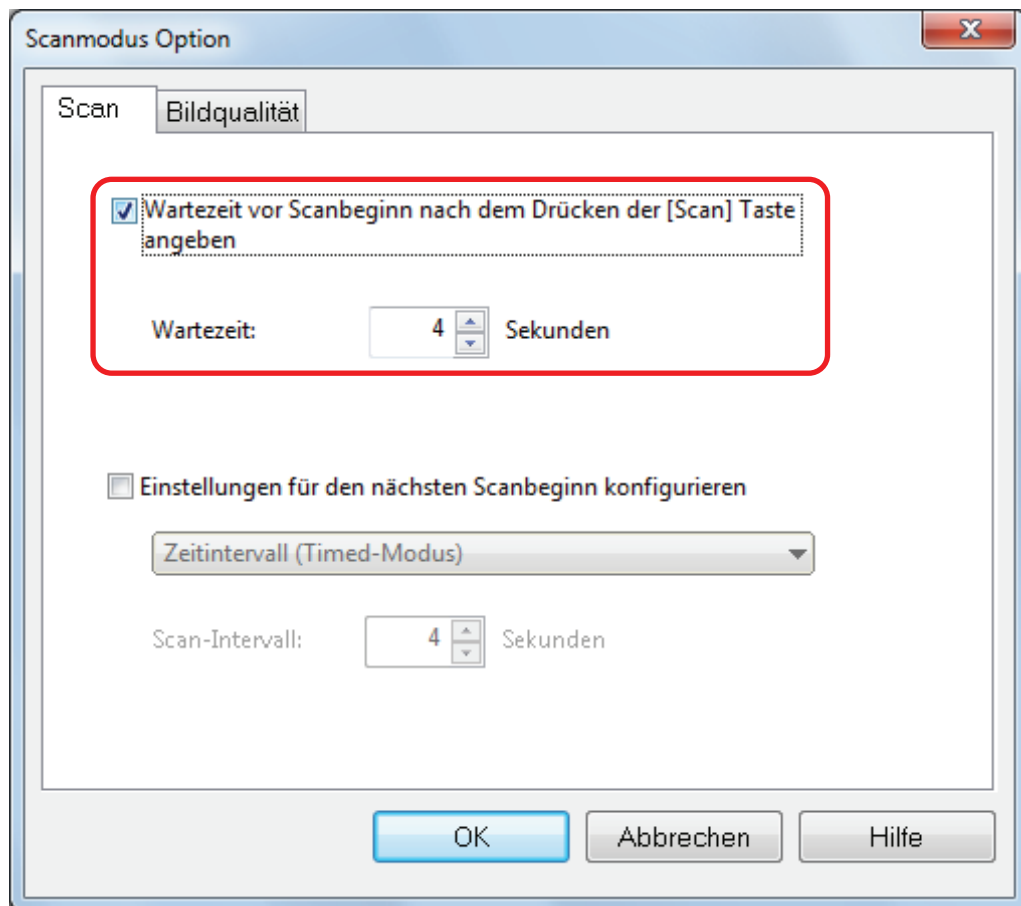 Scanmodus Option
Scan
Bildqualität
Wartezeit vor Scanbeginn nach dem Drücken der [Scan] Taste
angeben
Wartezeit: 4 Sekunden
Einstellungen für den nächsten Scanbeginn konfigurieren
Zeitintervall (Timed-Modus)
Scan-Intervall: 4 Sekunden
OK Abbrechen Hilfe